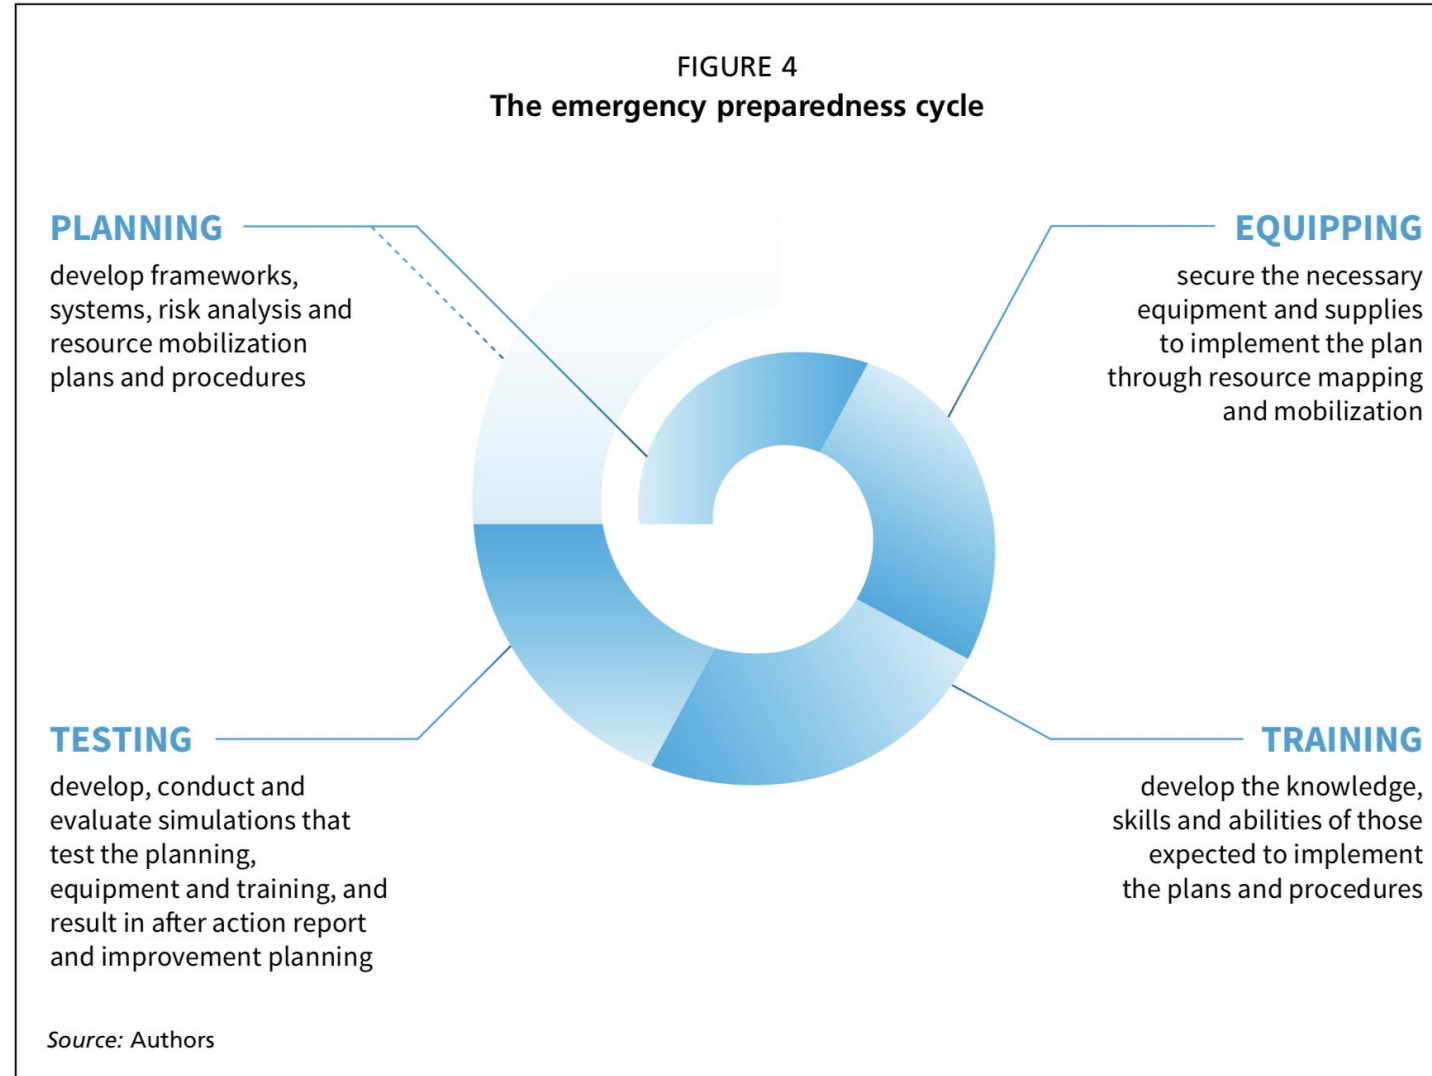 FIGURE 4
The emergency preparedness cycle
PLANNING
develop frameworks,
systems, risk analysis and
resource mobilization
plans and procedures
EQUIPPING
secure the necessary
equipment and supplies
to implement the plan
through resource mapping
and mobilization
TESTING
develop, conduct and
evaluate simulations that
test the planning,
equipment and training, and
result in after action report
and improvement planning
TRAINING
develop the knowledge,
skills and abilities of those
expected to implement
the plans and procedures
Source: Authors